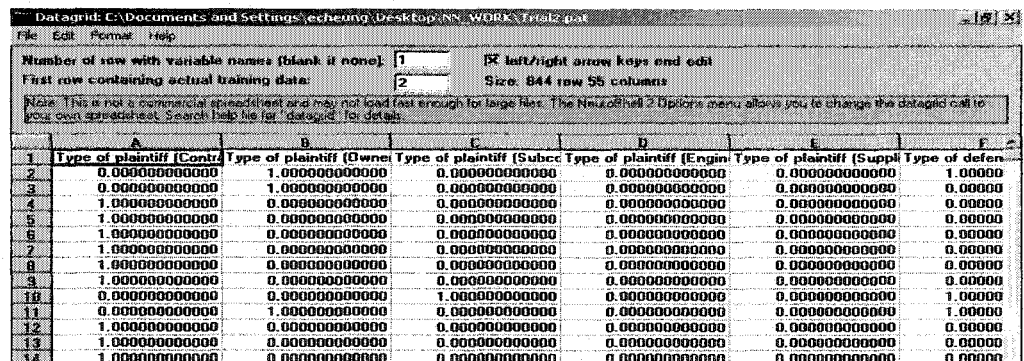 Datagrid: C:\Documents and Settings\echeung\Desktop\NN_WORK\Trial2.pat
File Edit Format Help
Number of row with variable names (blank if none): 1 left/right arrow keys end edit
First row containing actual training data: 2 Size: 844 row 55 columns
Note: This is not a commercial spreadsheet and may not load fast enough for large files. The NeuroShell 2 Options menu allows you to change the datagrid call to
your own spreadsheet. Search help file for "datagrid" for details.
A B C D E F
1 Type of plaintiff (Contr Type of plaintiff (Owne Type of plaintiff (Subco Type of plaintiff (Engin Type of plaintiff (Suppli Type of defen
2 0.000000000000 1.000000000000 0.000000000000 0.000000000000 0.000000000000 1.00000
3 0.000000000000 1.000000000000 0.000000000000 0.000000000000 0.000000000000 0.00000
4 1.000000000000 0.000000000000 0.000000000000 0.000000000000 0.000000000000 0.00000
5 1.000000000000 0.000000000000 0.000000000000 0.000000000000 0.000000000000 0.00000
6 1.000000000000 0.000000000000 0.000000000000 0.000000000000 0.000000000000 0.00000
7 1.000000000000 0.000000000000 0.000000000000 0.000000000000 0.000000000000 0.00000
8 1.000000000000 0.000000000000 0.000000000000 0.000000000000 0.000000000000 0.00000
9 1.000000000000 0.000000000000 0.000000000000 0.000000000000 0.000000000000 0.00000
10 0.000000000000 0.000000000000 1.000000000000 0.000000000000 0.000000000000 1.00000
11 0.000000000000 1.000000000000 0.000000000000 0.000000000000 0.000000000000 1.00000
12 1.000000000000 0.000000000000 0.000000000000 0.000000000000 0.000000000000 0.00000
13 1.000000000000 0.000000000000 0.000000000000 0.000000000000 0.000000000000 0.00000
14 1.000000000000 0.000000000000 0.000000000000 0.000000000000 0.000000000000 0.00000